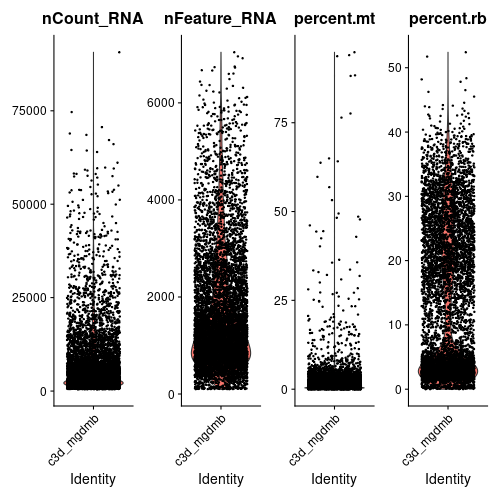 nCount_RNA
75000
50000
25000
0
c3d_mgdmb
Identity
nFeature_RNA
6000
4000
2000
0
c3d_mgdmb
Identity
percent.mt
75
50
25
0
c3d_mgdmb
Identity
percent.rb
50
40
30
20
10
0
c3d_mgdmb
Identity